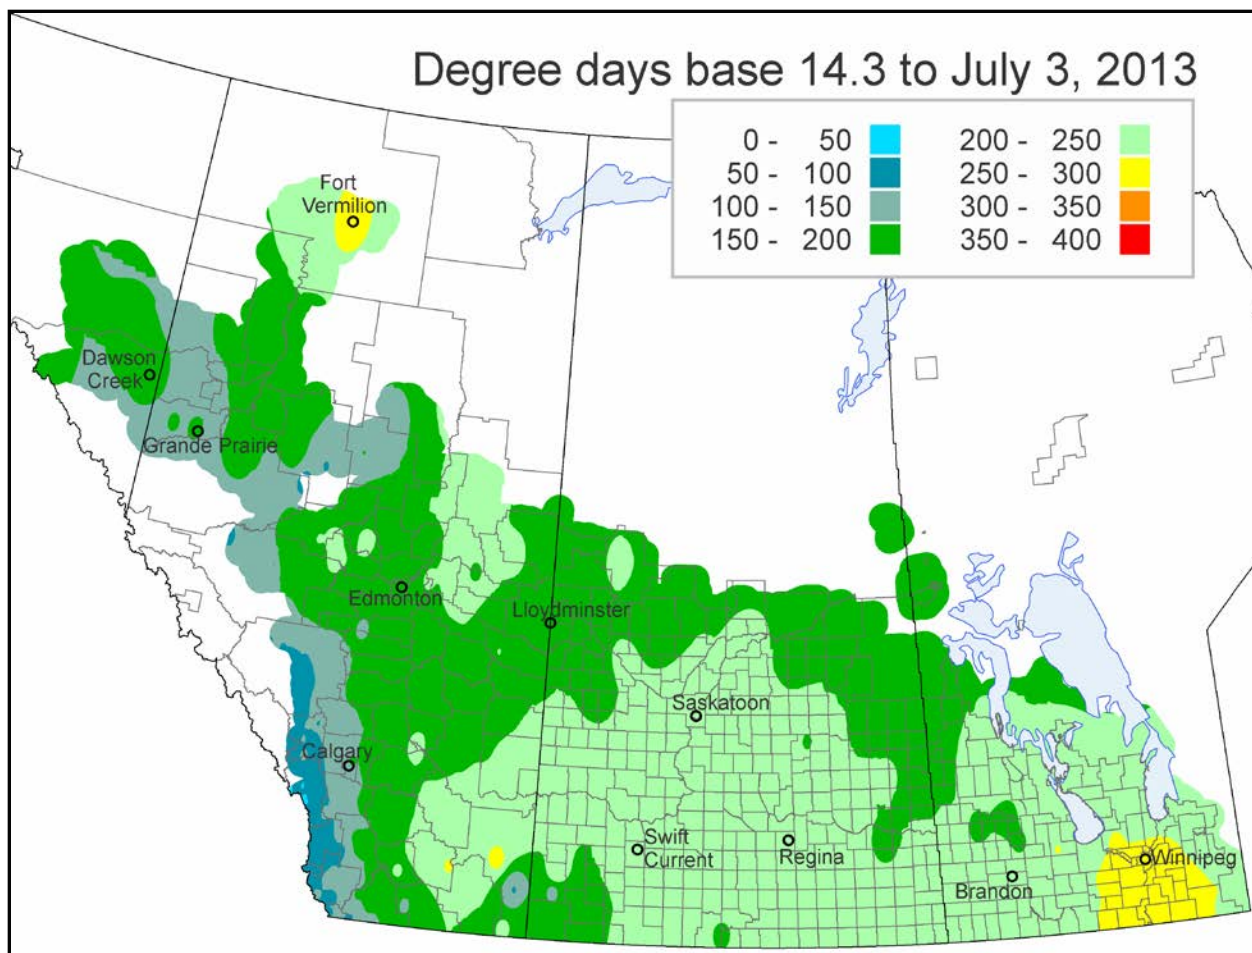 Degree days base 14.3 to July 3, 2013
0 - 50
200 - 250
50 - 100
250 - 300
100 - 150
300 - 350
150 - 200
350 - 400
Fort
Vermilion
Dawson
Creek
Grande Prairie
Edmonton
Lloydminster
Saskatoon
Calgary
Swift
Current
Regina
Brandon
Winnipeg